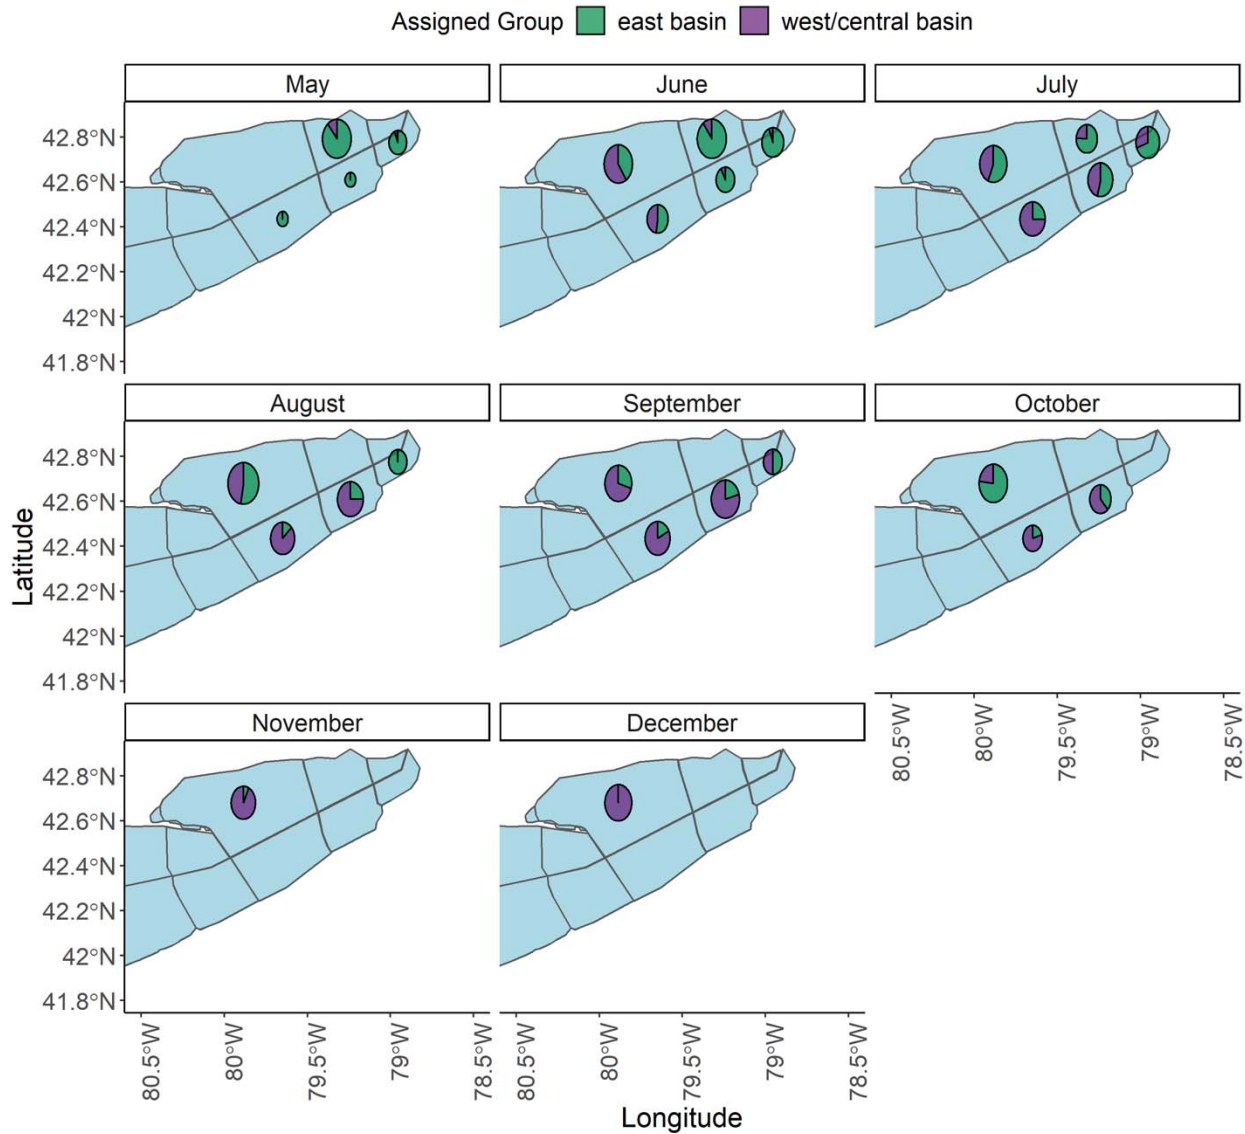 Assigned Group east basin west/central basin
May June July
42.8°N
42.6°N
42.4°N
42.2°N
42°N
41.8°N
August September October
42.8°N
42.6°N
42.4°N
42.2°N
42°N
41.8°N
Latitude
November December
80.5°W 80°W 79.5°W 79°W 78.5°W
42.8°N
42.6°N
42.4°N
42.2°N
42°N
41.8°N
80.5°W 80°W 79.5°W 79°W 78.5°W 80.5°W 80°W 79.5°W 79°W 78.5°W
Longitude